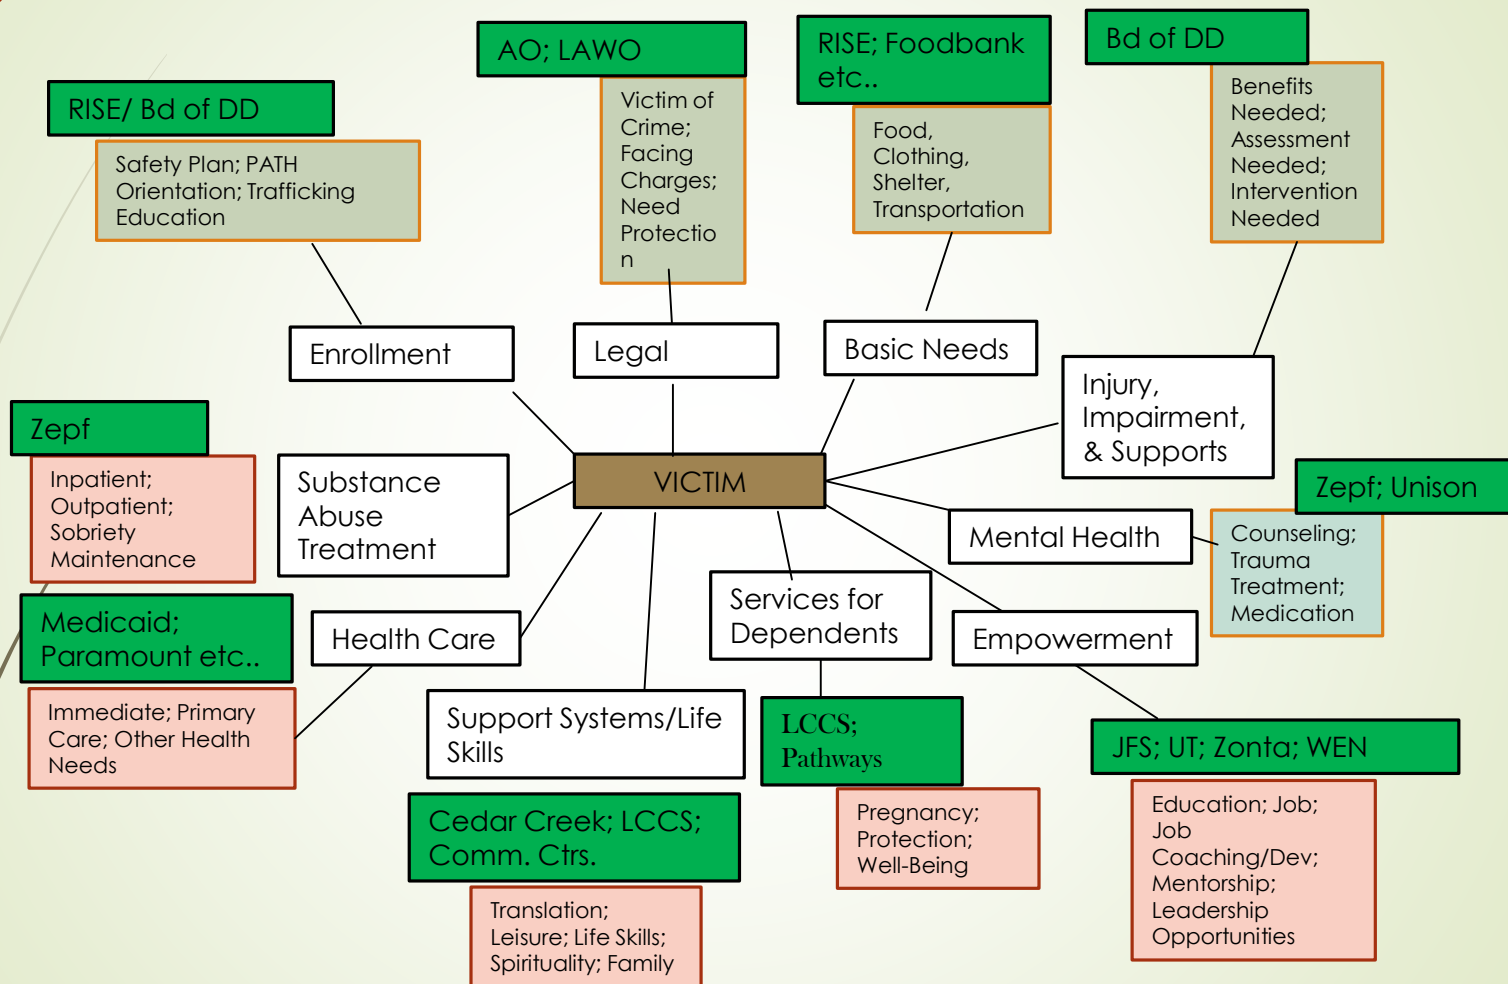 AO; LAWO
Victim of
Crime;
Facing
Charges;
Need
Protectio
n
RISE; Foodbank
etc..
Food,
Clothing,
Shelter,
Transportation
Bd of DD
Benefits
Needed;
Assessment
Needed;
Intervention
Needed
RISE/ Bd of DD
Safety Plan; PATH
Orientation; Trafficking
Education
Enrollment
Legal
Basic Needs
Injury,
Impairment,
& Supports
Zepf
Inpatient;
Outpatient;
Sobriety
Maintenance
Substance
Abuse
Treatment
VICTIM
Zepf; Unison
Counseling;
Trauma
Treatment;
Medication
Mental Health
Medicaid;
Paramount etc..
Immediate; Primary
Care; Other Health
Needs
Health Care
Services for
Dependents
Empowerment
Support Systems/Life
Skills
LCCS;
Pathways
Pregnancy;
Protection;
Well-Being
JFS; UT; Zonta; WEN
Education; Job;
Job
Coaching/Dev;
Mentorship;
Leadership
Opportunities
Cedar Creek; LCCS;
Comm. Ctrs.
Translation;
Leisure; Life Skills;
Spirituality; Family